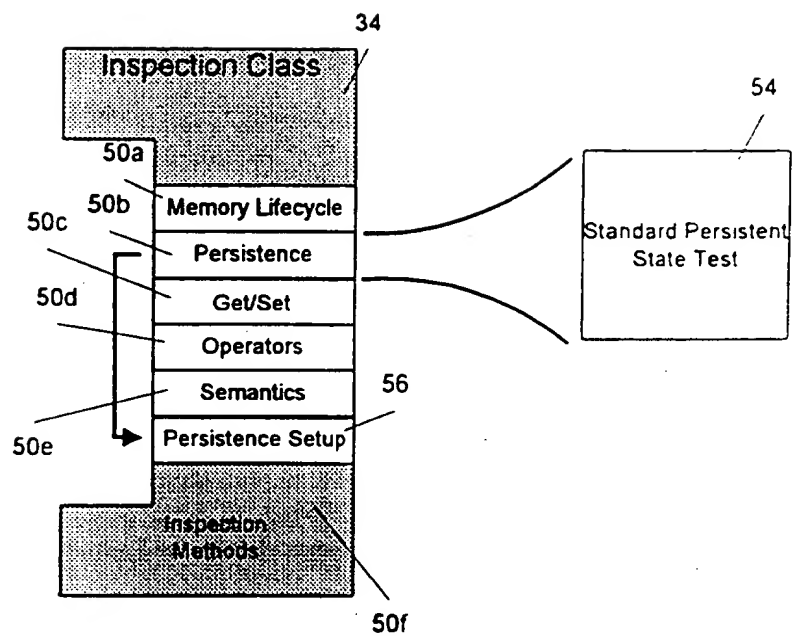 34
Inspection Class
54
50a
Memory Lifecycle
50b
50c
Persistence
Standard Persistent
State Test
Get/Set
50d
Operators
Semantics
56
50e
Persistence Setup
Inspection
Methods
50f